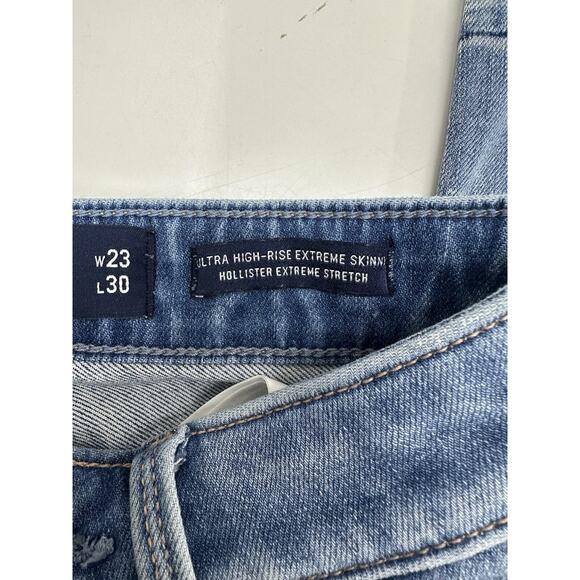 W23
L30
ULTRA HIGH-RISE EXTREME SKINN
HOLLISTER EXTREME STRETCH